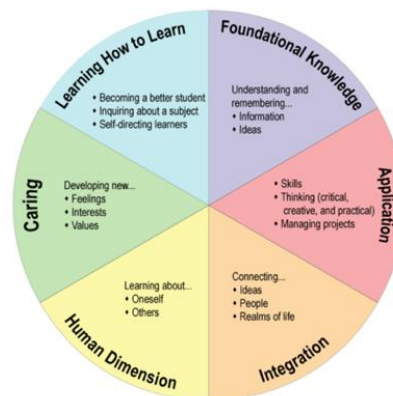 Learning How to Learn
• Becoming a better student
• Inquiring about a subject
• Self-directing learners
Foundational Knowledge
Understanding and
remembering...
• Information
• Ideas
Application
• Skills
• Thinking (critical,
creative, and practical)
• Managing projects
Integration
Connecting...
• Ideas
• People
• Realms of life
Human Dimension
Learning about...
• Oneself
• Others
Caring
Developing new...
• Feelings
• Interests
• Values